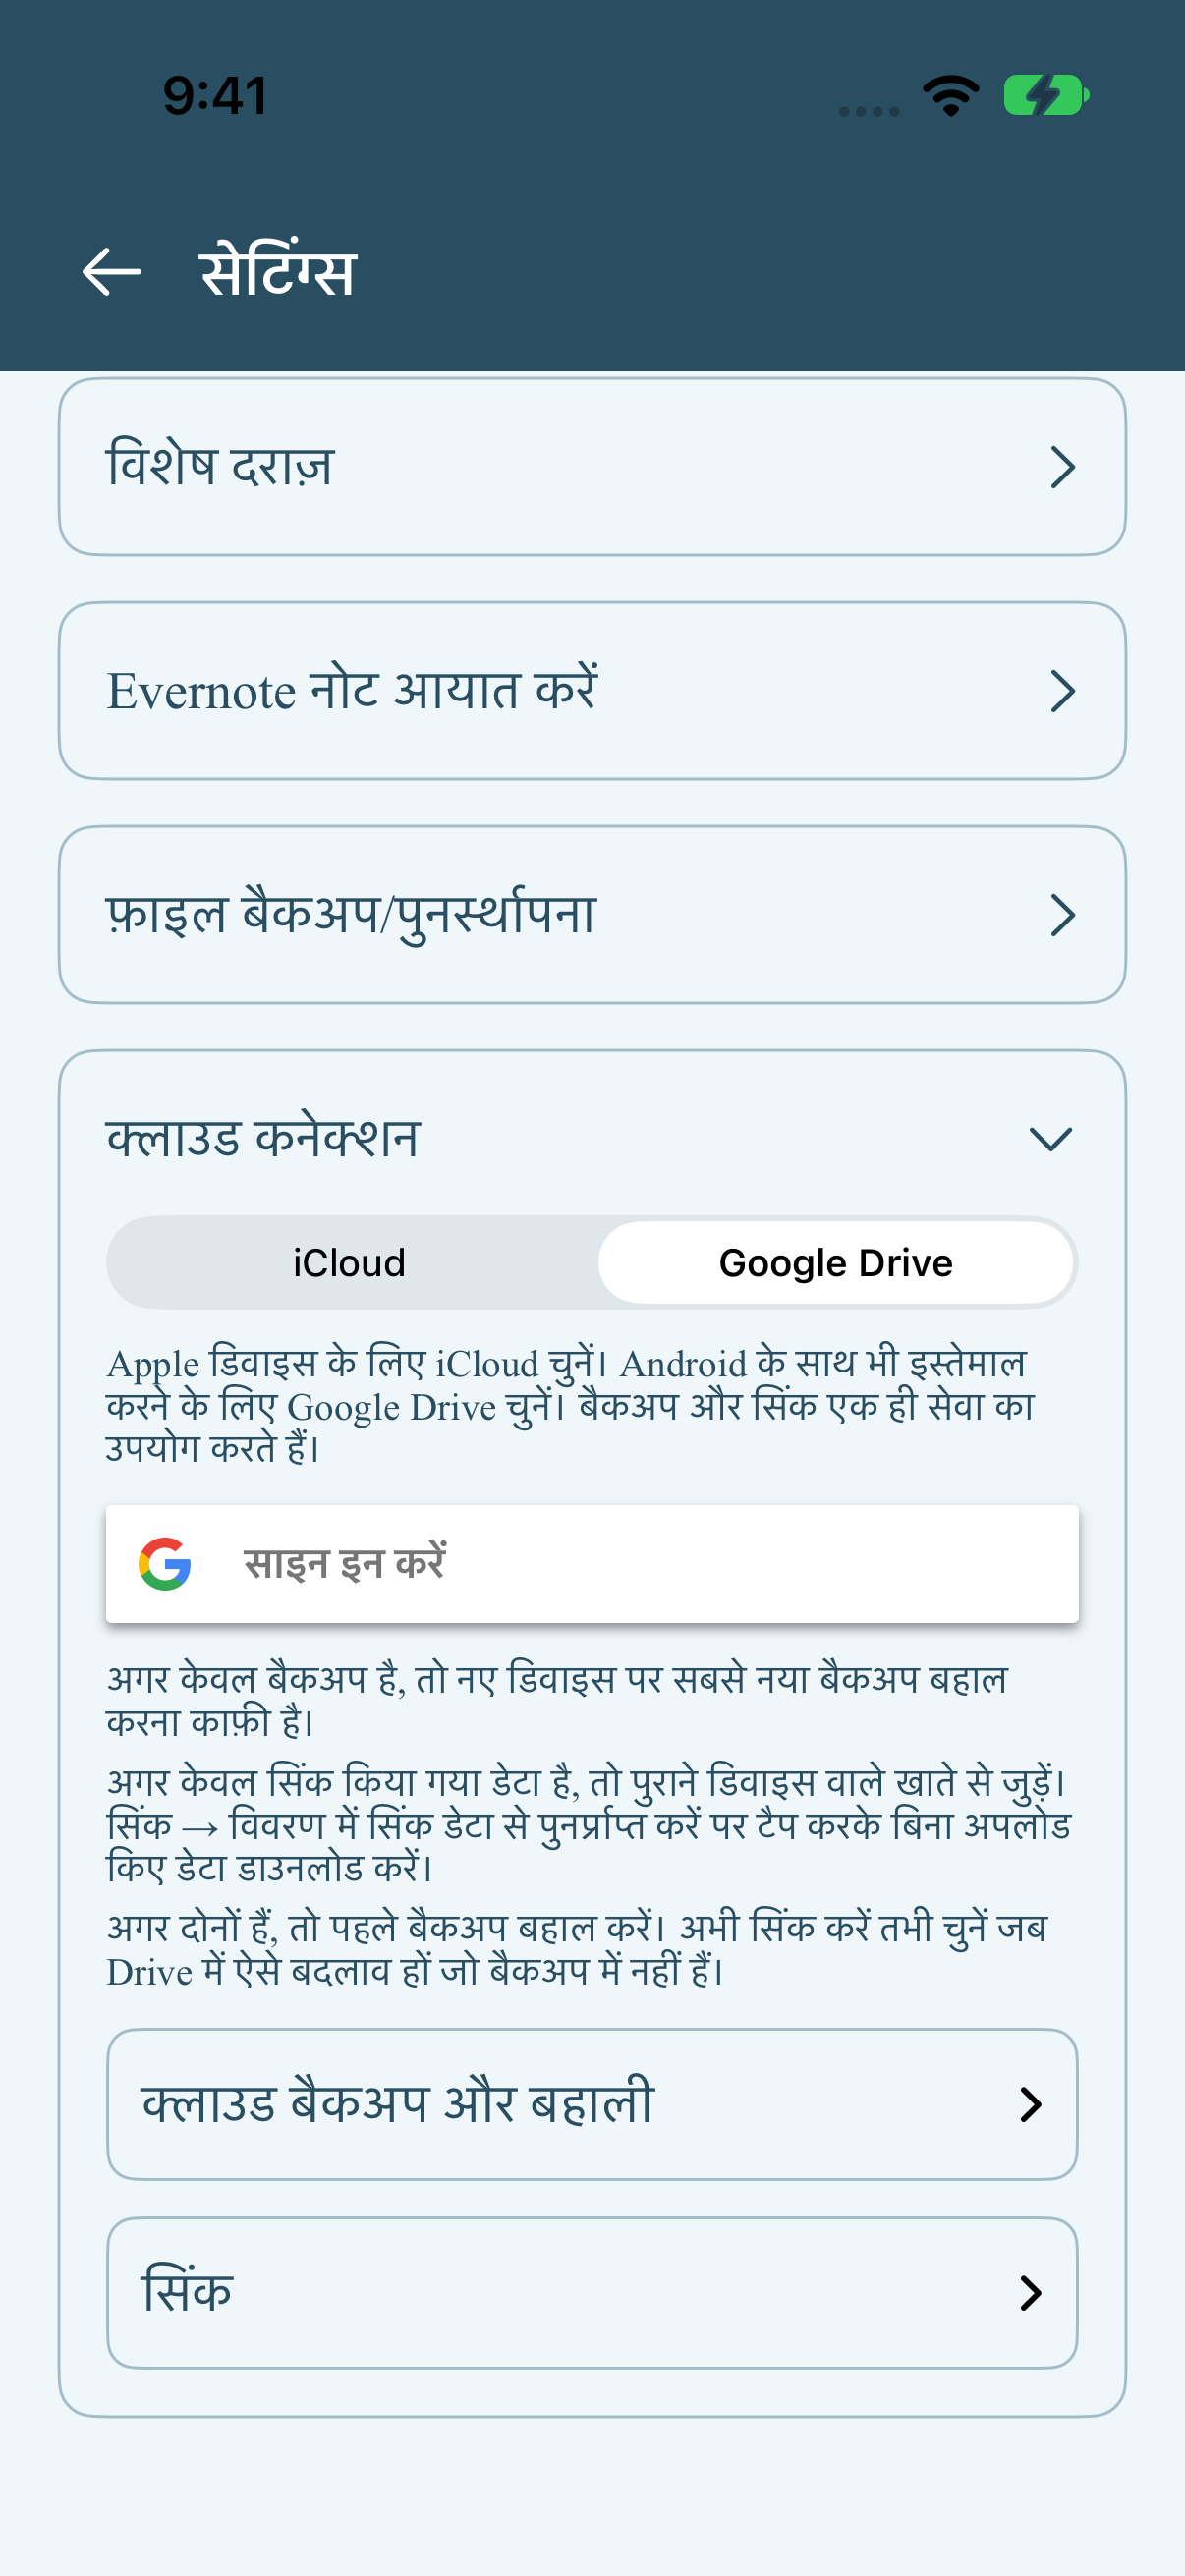 9:41
सेटिंग्स
विशेष दराज़
Evernote नोट आयात करें
फ़ाइल बैकअप/पुनर्स्थापना
क्लाउड कनेक्शन
iCloud
Google Drive
Apple डिवाइस के लिए iCloud चुनें। Android के साथ भी इस्तेमाल
करने के लिए Google Drive चुनें। बैकअप और सिंक एक ही सेवा का
उपयोग करते हैं।
साइन इन करें
अगर केवल बैकअप है, तो नए डिवाइस पर सबसे नया बैकअप बहाल
करना काफ़ी है।
अगर केवल सिंक किया गया डेटा है, तो पुराने डिवाइस वाले खाते से जुड़ें।
सिंक → विवरण में सिंक डेटा से पुनर्प्राप्त करें पर टैप करके बिना अपलोड
किए डेटा डाउनलोड करें।
अगर दोनों हैं, तो पहले बैकअप बहाल करें। अभी सिंक करें तभी चुनें जब
Drive में ऐसे बदलाव हों जो बैकअप में नहीं हैं।
क्लाउड बैकअप और बहाली
सिंक